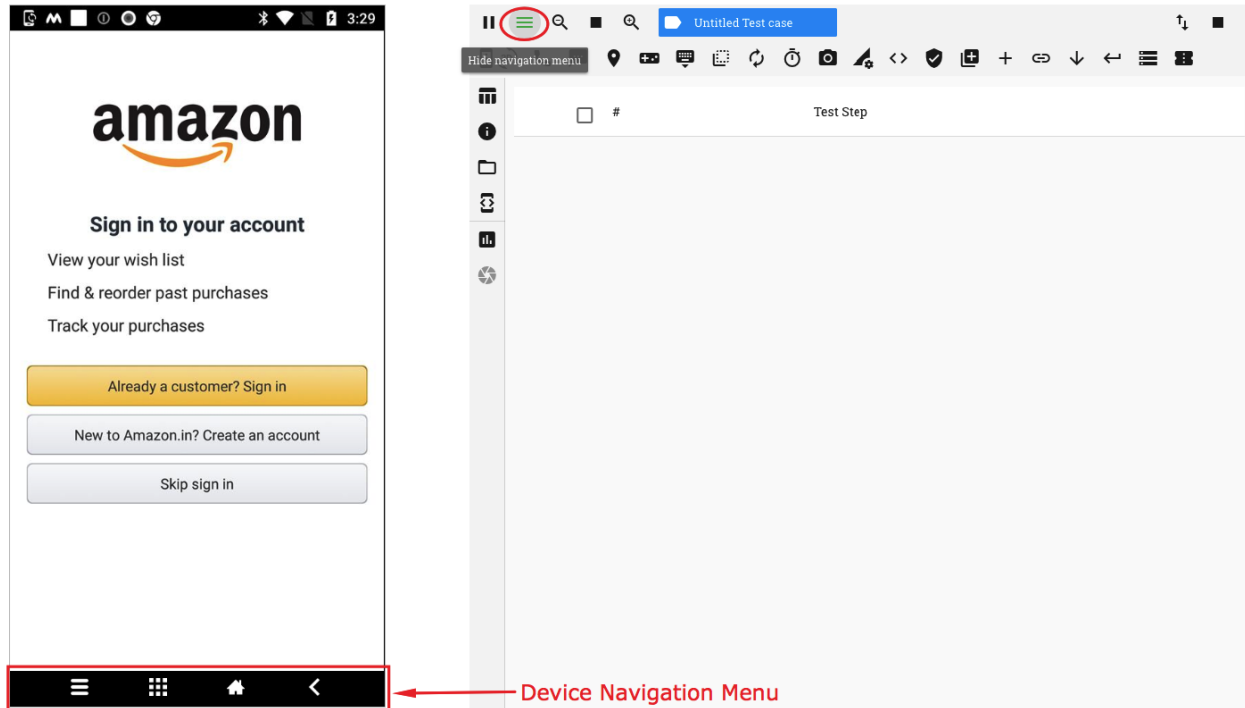 3:29
amazon
Sign in to your account
View your wish list
Find & reorder past purchases
Track your purchases
Already a customer? Sign in
New to Amazon.in? Create an account
Skip sign in
Untitled Test case
Hide navigation menu
#
Test Step
Device Navigation Menu